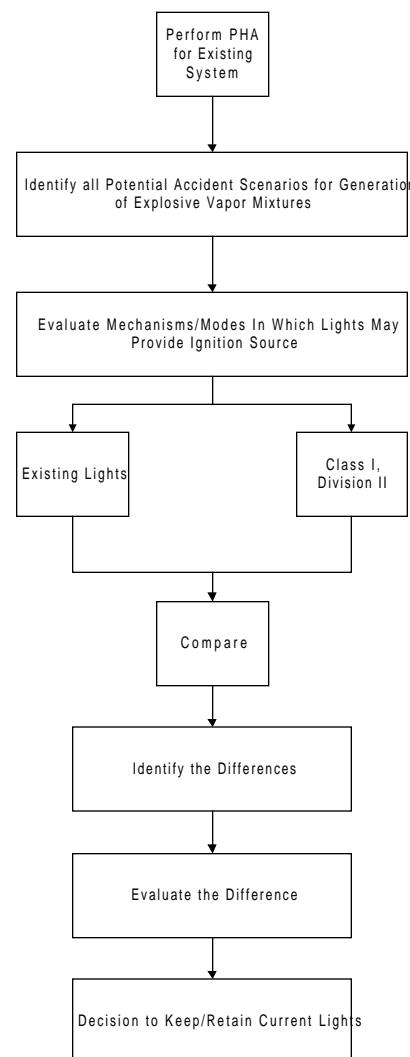 Perform PHA
for Existing
System
Identify all Potential Accident Scenarios for Generation
of Explosive Vapor Mixtures
Evaluate Mechanisms/Modes In Which Lights May
Provide Ignition Source
Existing Lights
Class I,
Division II
Compare
Identify the Differences
Evaluate the Difference
Decision to Keep/Retain Current Lights